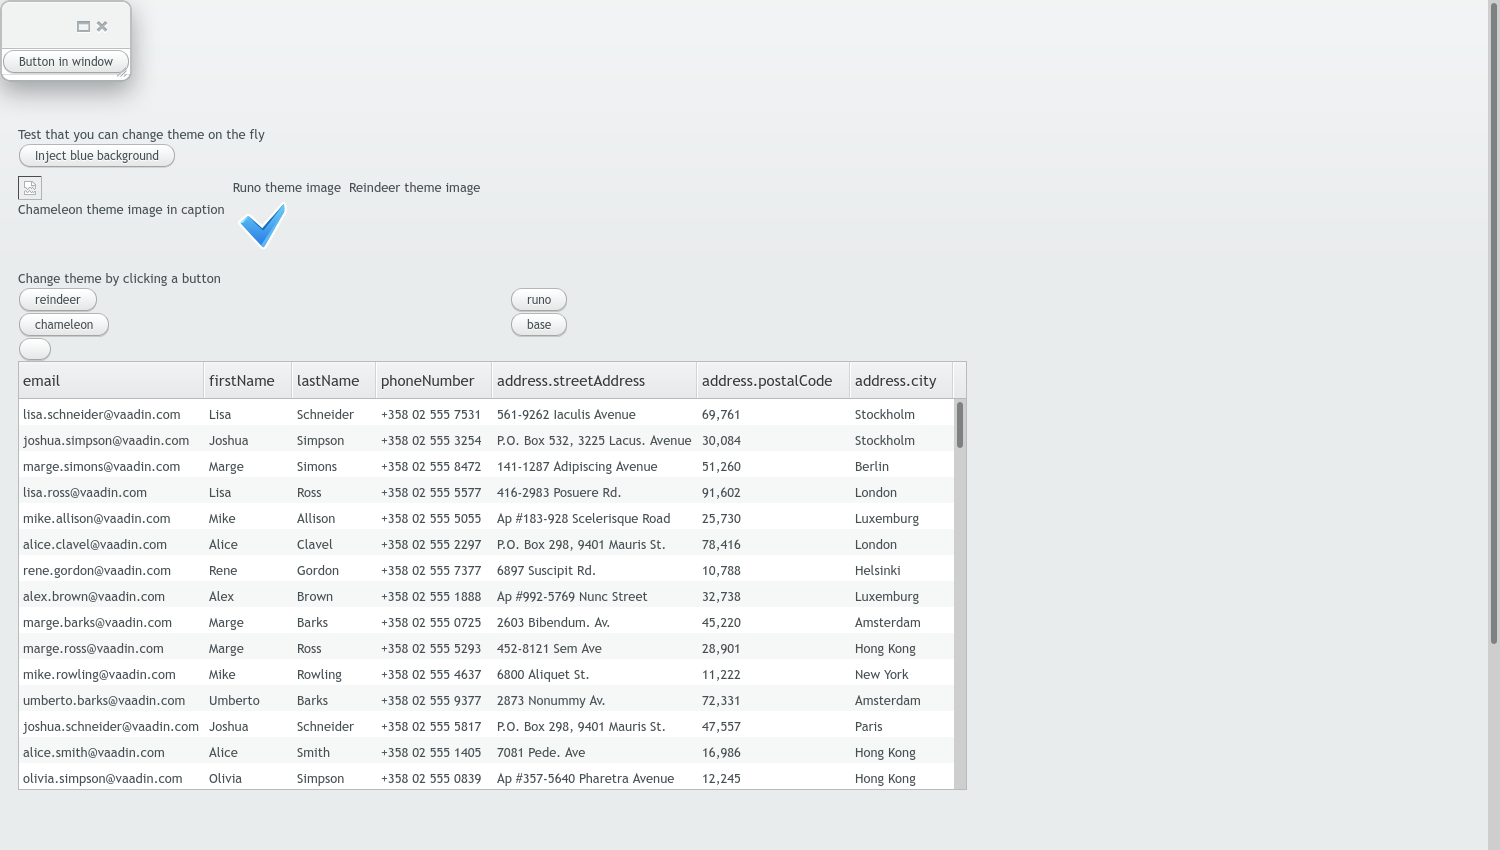 Button in window
Test that you can change theme on the fly
Inject blue background
Runo theme image Reindeer theme image
Chameleon theme image in caption
Change theme by clicking a button
reindeer runo
chameleon base
email firstName lastName phoneNumber address.streetAddress address.postalCode address.city
lisa.schneider@vaadin.com Lisa Schneider +358 02 555 7531 561-9262 Iaculis Avenue 69,761 Stockholm
joshua.simpson@vaadin.com Joshua Simpson +358 02 555 3254 P.O. Box 532, 3225 Lacus. Avenue 30,084 Stockholm
marge.simons@vaadin.com Marge Simons +358 02 555 8472 141-1287 Adipiscing Avenue 51,260 Berlin
lisa.ross@vaadin.com Lisa Ross +358 02 555 5577 416-2983 Posuere Rd. 91,602 London
mike.allison@vaadin.com Mike Allison +358 02 555 5055 Ap #183-928 Scelerisque Road 25,730 Luxemburg
alice.clavel@vaadin.com Alice Clavel +358 02 555 2297 P.O. Box 298, 9401 Mauris St. 78,416 London
rene.gordon@vaadin.com Rene Gordon +358 02 555 7377 6897 Suscipit Rd. 10,788 Helsinki
alex.brown@vaadin.com Alex Brown +358 02 555 1888 Ap #992-5769 Nunc Street 32,738 Luxemburg
marge.barks@vaadin.com Marge Barks +358 02 555 0725 2603 Bibendum. Av. 45,220 Amsterdam
marge.ross@vaadin.com Marge Ross +358 02 555 5293 452-8121 Sem Ave 28,901 Hong Kong
mike.rowling@vaadin.com Mike Rowling +358 02 555 4637 6800 Aliquet St. 11,222 New York
umberto.barks@vaadin.com Umberto Barks +358 02 555 9377 2873 Nonummy Av. 72,331 Amsterdam
joshua.schneider@vaadin.com Joshua Schneider +358 02 555 5817 P.O. Box 298, 9401 Mauris St. 47,557 Paris
alice.smith@vaadin.com Alice Smith +358 02 555 1405 7081 Pede. Ave 16,986 Hong Kong
olivia.simpson@vaadin.com Olivia Simpson +358 02 555 0839 Ap #357-5640 Pharetra Avenue 12,245 Hong Kong